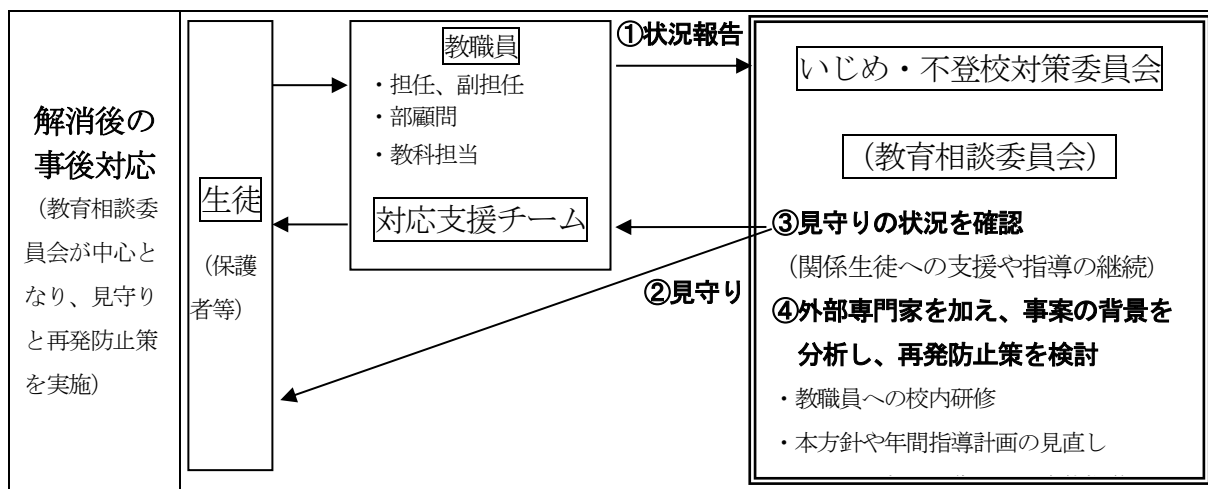 解消後の
事後対応
（教育相談委
員会が中心と
なり、見守り
と再発防止策
を実施）
生徒
（保護
者等）
教職員
・担任、副担任
・部顧問
・教科担当
対応支援チーム
①状況報告
②見守り
いじめ・不登校対策委員会
（教育相談委員会）
③見守りの状況を確認
（関係生徒への支援や指導の継続）
④外部専門家を加え、事案の背景を
分析し、再発防止策を検討
・教職員への校内研修
・本方針や年間指導計画の見直し